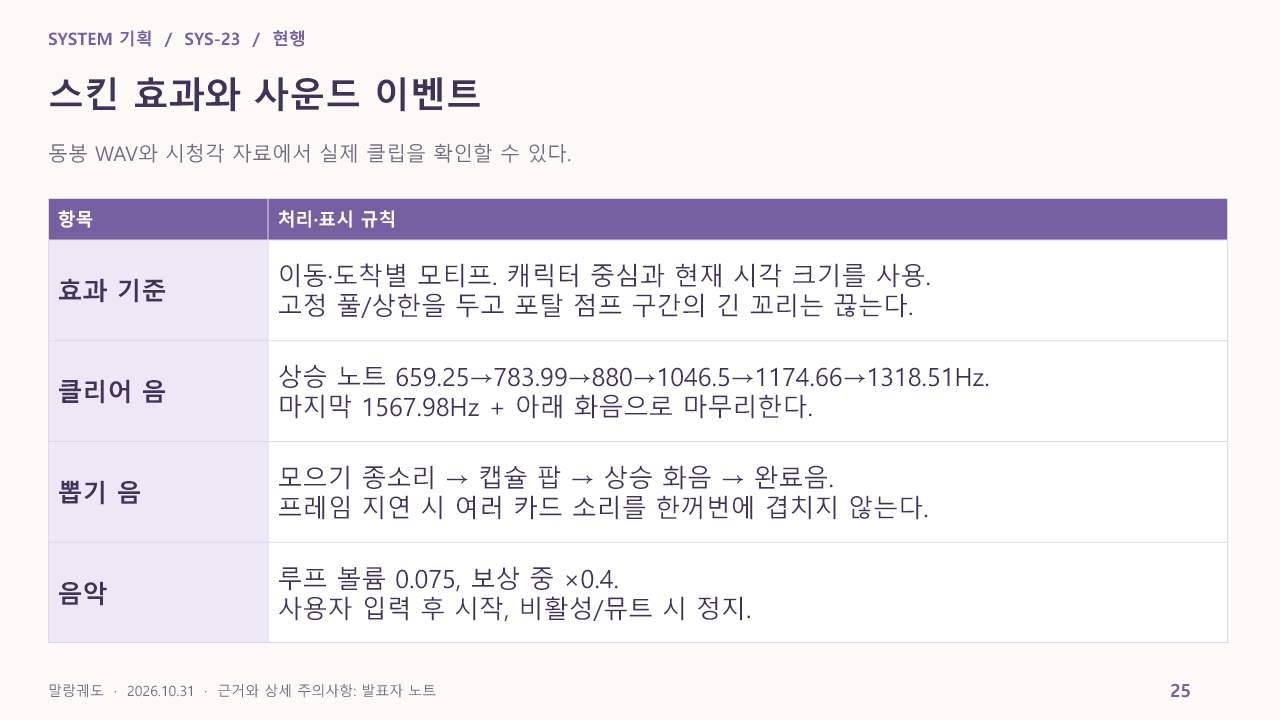 SYSTEM 기획 / SYS-23 / 현행
스킨 효과와 사운드 이벤트
동봉 WAV와 시청각 자료에서 실제 클립을 확인할 수 있다.
항목
처리·표시 규칙
효과 기준
이동·도착별 모티프. 캐릭터 중심과 현재 시각 크기를 사용.
고정 풀/상한을 두고 포탈 점프 구간의 긴 꼬리는 끊는다.
클리어 음
상승 노트 659.25→783.99→880→1046.5→1174.66→1318.51Hz.
마지막 1567.98Hz + 아래 화음으로 마무리한다.
뽑기 음
모으기 종소리 → 캡슐 팝 → 상승 화음 → 완료음.
프레임 지연 시 여러 카드 소리를 한꺼번에 겹치지 않는다.
음악
루프 볼륨 0.075, 보상 중 ×0.4.
사용자 입력 후 시작, 비활성/뮤트 시 정지.
말랑궤도 · 2026.10.31 · 근거와 상세 주의사항: 발표자 노트
25